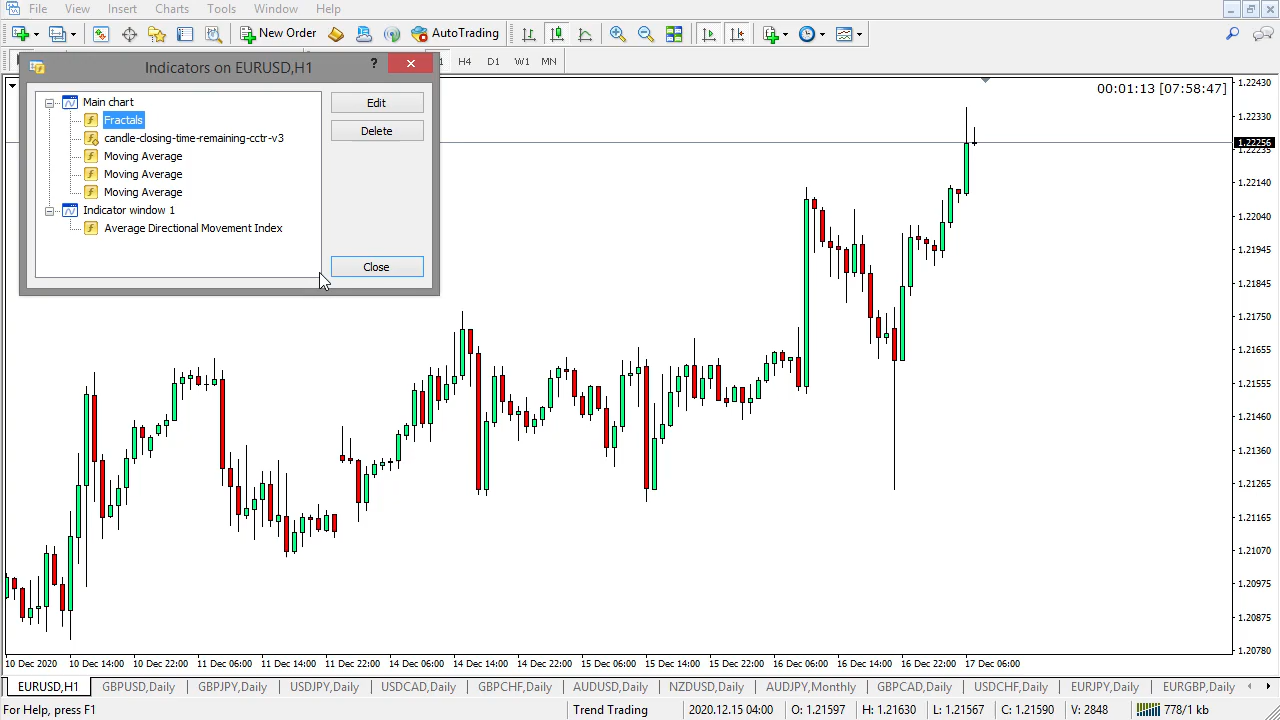 File View Insert Charts Tools Window Help
New Order AutoTrading
H4 D1 W1 MN
Indicators on EURUSD,H1 ?
Main chart
Fractals
candle-closing-time-remaining-cctr-v3
Moving Average
Moving Average
Moving Average
Indicator window 1
Average Directional Movement Index
Edit
Delete
Close
00:01:13 [07:58:47]
1.22430
1.22330
1.22256
1.22235
1.22140
1.22040
1.21945
1.21845
1.21750
1.21655
1.21555
1.21460
1.21360
1.21265
1.21165
1.21070
1.20970
1.20875
1.20780
10 Dec 2020 10 Dec 14:00 10 Dec 22:00 11 Dec 06:00 11 Dec 14:00 11 Dec 22:00 14 Dec 06:00 14 Dec 14:00 14 Dec 22:00 15 Dec 06:00 15 Dec 14:00 15 Dec 22:00 16 Dec 06:00 16 Dec 14:00 16 Dec 22:00 17 Dec 06:00
EURUSD,H1 GBPUSD,Daily GBPJPY,Daily USDJPY,Daily USDCAD,Daily GBPCHF,Daily AUDUSD,Daily NZDUSD,Daily AUDJPY,Monthly GBPCAD,Daily USDCHF,Daily EURJPY,Daily EURGBP,Daily
For Help, press F1 Trend Trading 2020.12.15 04:00 O: 1.21597 H: 1.21630 L: 1.21567 C: 1.21590 V: 2848 778/1 kb